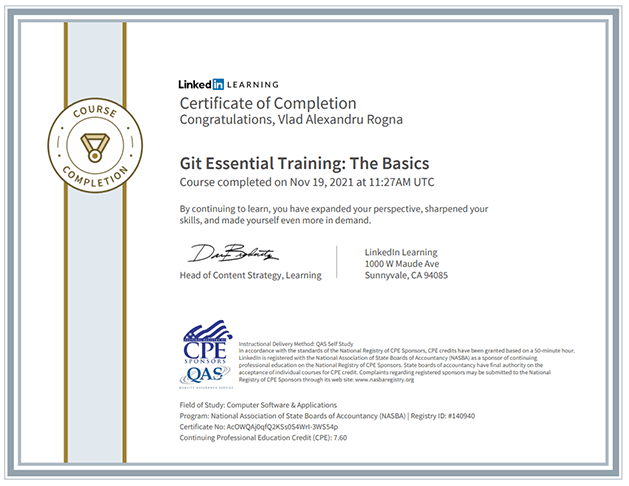 LinkedIn LEARNING
Certificate of Completion
Congratulations, Vlad Alexandru Rogna
COURSE
COMPLETION
Git Essential Training: The Basics
Course completed on Nov 19, 2021 at 11:27AM UTC
By continuing to learn, you have expanded your perspective, sharpened your
skills, and made yourself even more in demand.
Head of Content Strategy, Learning
LinkedIn Learning
1000 W Maude Ave
Sunnyvale, CA 94085
CPE
SPONSORS
QAS
Instructional Delivery Method: QAS Self Study
In accordance with the standards of the National Registry of CPE Sponsors, CPE credits have been granted based on a 50-minute hour.
LinkedIn is registered with the National Association of State Boards of Accountancy (NASBA) as a sponsor of continuing
professional education on the National Registry of CPE Sponsors. State boards of accountancy have final authority on the
acceptance of individual courses for CPE credit. Complaints regarding registered sponsors may be submitted to the National
Registry of CPE Sponsors through its web site: www.nasbaregistry.org
Field of Study: Computer Software & Applications
Program: National Association of State Boards of Accountancy (NASBA) | Registry ID: #140940
Certificate No: AcOWQAj0qfQ2K5s0S4WrI-3WS54p
Continuing Professional Education Credit (CPE): 7.60